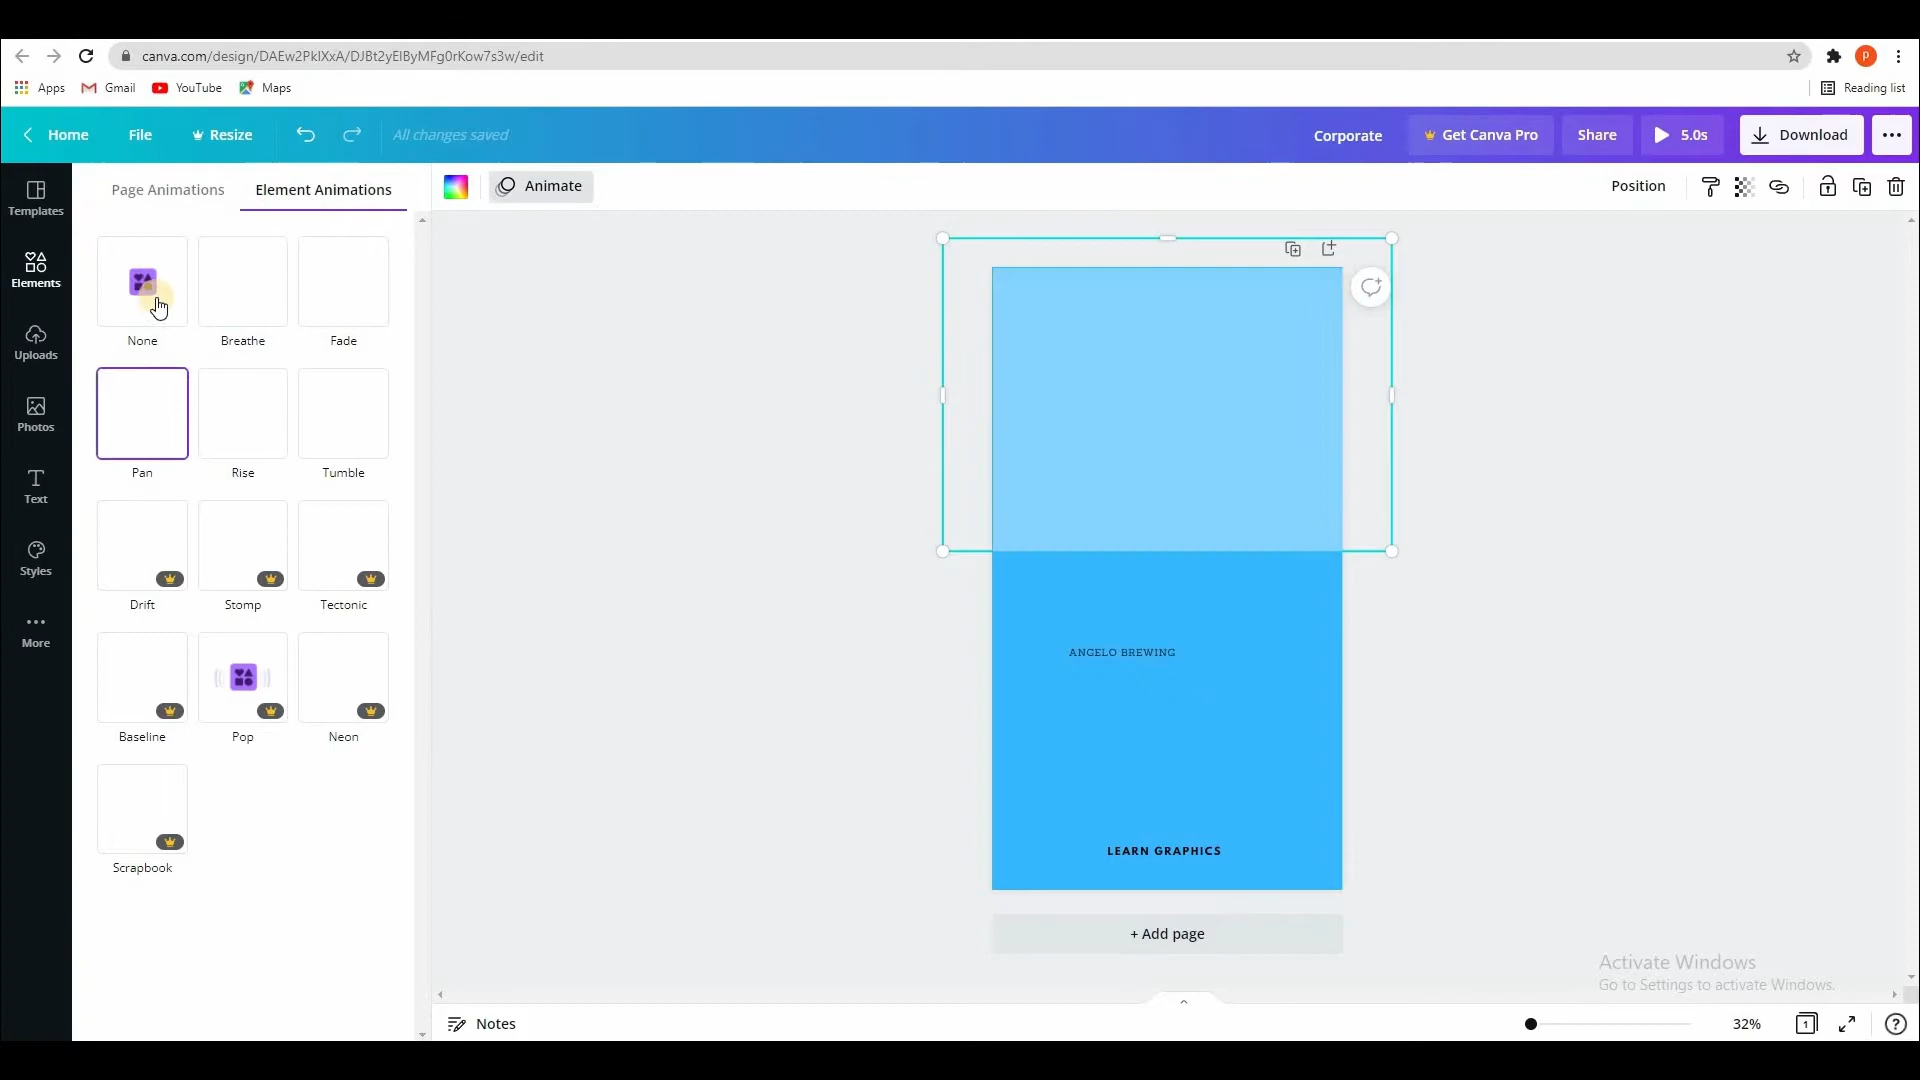 canva.com/design/DAEw2PklXxA/DJBt2yElByMFg0rKow7s3w/edit
P
Apps Gmail YouTube Maps Reading list
Home File Resize All changes saved Corporate Get Canva Pro Share 5.0s Download
Templates
Elements
Uploads
Photos
Text
Styles
More
Page Animations Element Animations
None Breathe Fade
Pan Rise Tumble
Drift Stomp Tectonic
Baseline Pop Neon
Scrapbook
Animate Position
ANGELO BREWING
LEARN GRAPHICS
+ Add page
Activate Windows
Go to Settings to activate Windows.
Notes 32% 1 ?